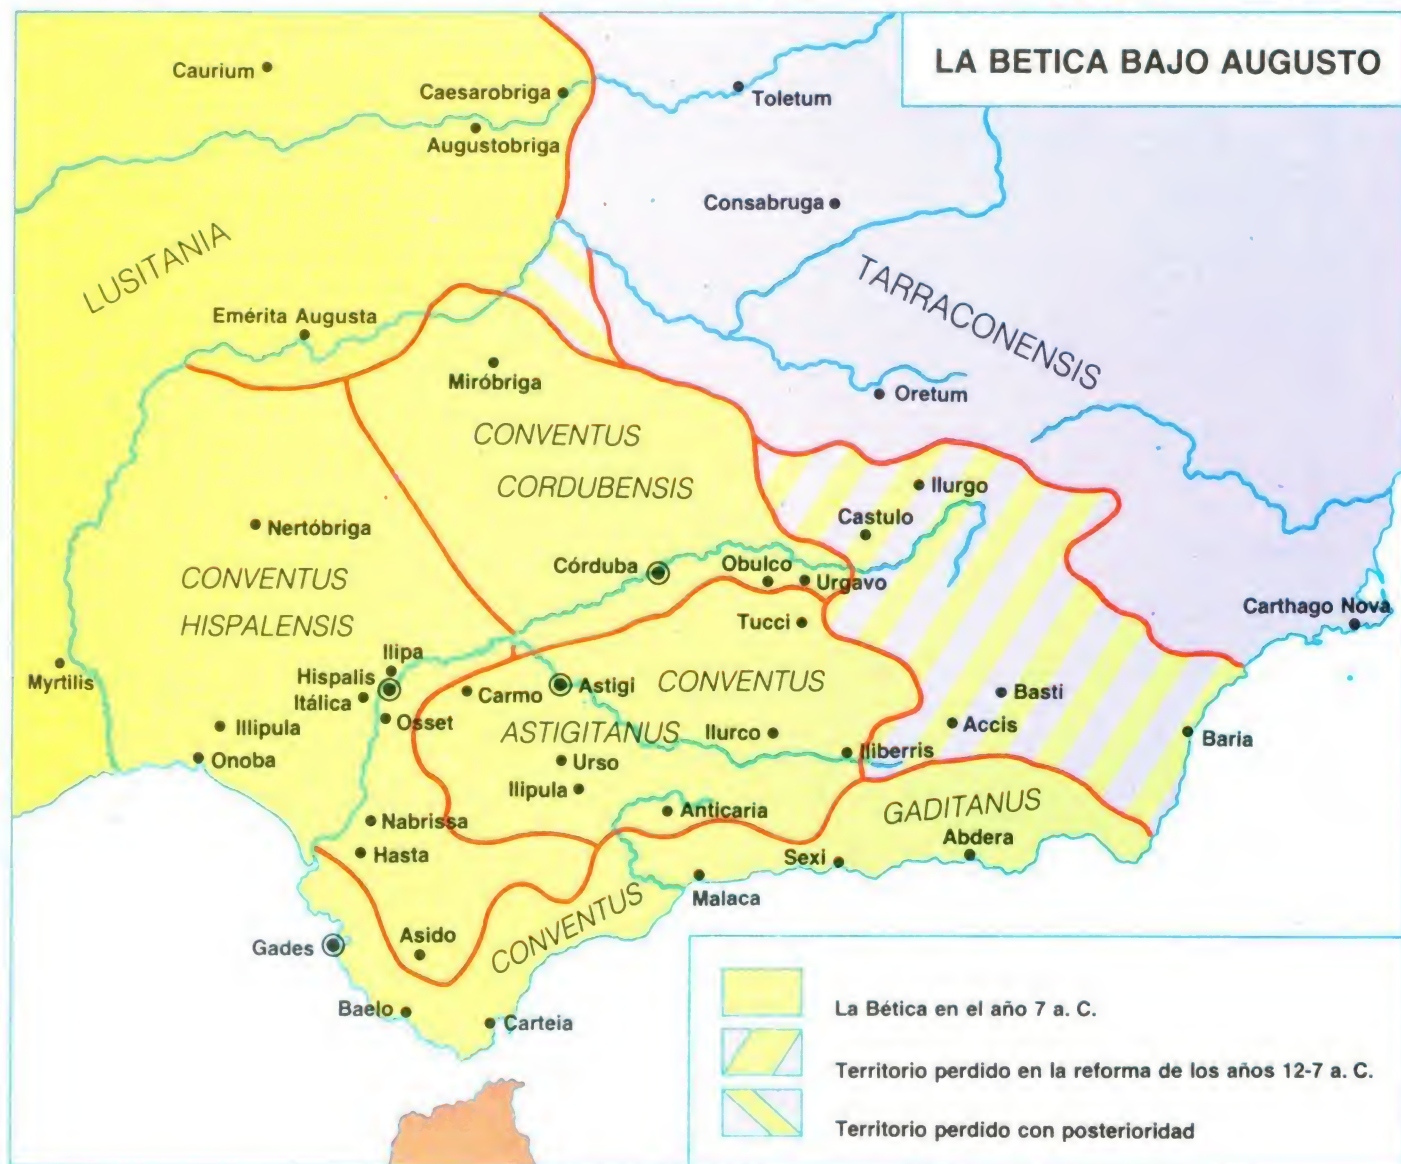 LA BETICA BAJO AUGUSTO
Caurium
Caesarobriga
Toletum
Augustobriga
Consabruga
LUSITANIA
TARRACONENSIS
Emérita Augusta
Miróbriga
Oretum
CONVENTUS
CORDUBENSIS
Ilurgo
Castulo
Nertóbriga
CONVENTUS
HISPALENSIS
Córduba
Obulco
Urgavo
Tucci
Carthago Nova
Myrtilis
Ilipa
Hispalis
Itálica
Osset
Carmo
Astigi
CONVENTUS
ASTIGITANUS
Basti
Accis
Illipula
Onoba
Ilurco
Iliberris
Baria
Urso
Ilipula
Nabrissa
Hasta
Anticaria
GADITANUS
Abdera
Sexi
Malaca
CONVENTUS
Gades
Asido
Baelo
Carteia
La Bética en el año 7 a. C.
Territorio perdido en la reforma de los años 12-7 a. C.
Territorio perdido con posterioridad